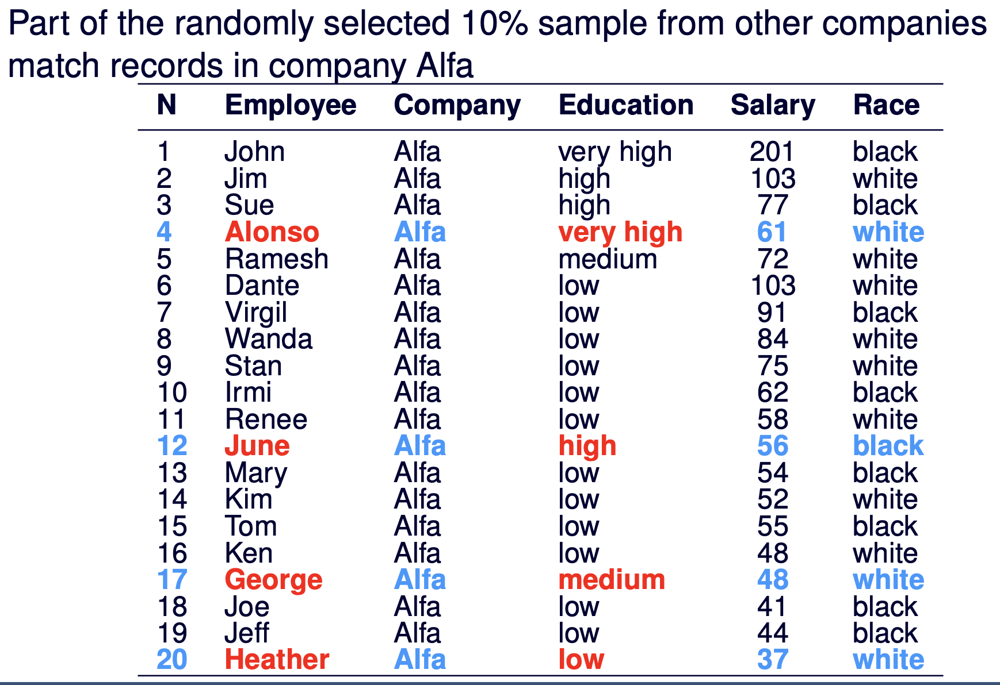 Part of the randomly selected 10% sample from other companies
match records in company Alfa
N Employee Company Education Salary Race
1 John Alfa very high 201 black
2 Jim Alfa high 103 white
3 Sue Alfa high 77 black
4 Alonso Alfa very high 61 white
5 Ramesh Alfa medium 72 white
6 Dante Alfa low 103 white
7 Virgil Alfa low 91 black
8 Wanda Alfa low 84 white
9 Stan Alfa low 75 white
10 Irmi Alfa low 62 black
11 Renee Alfa low 58 white
12 June Alfa high 56 black
13 Mary Alfa low 54 black
14 Kim Alfa low 52 white
15 Tom Alfa low 55 black
16 Ken Alfa low 48 white
17 George Alfa medium 48 white
18 Joe Alfa low 41 black
19 Jeff Alfa low 44 black
20 Heather Alfa low 37 white